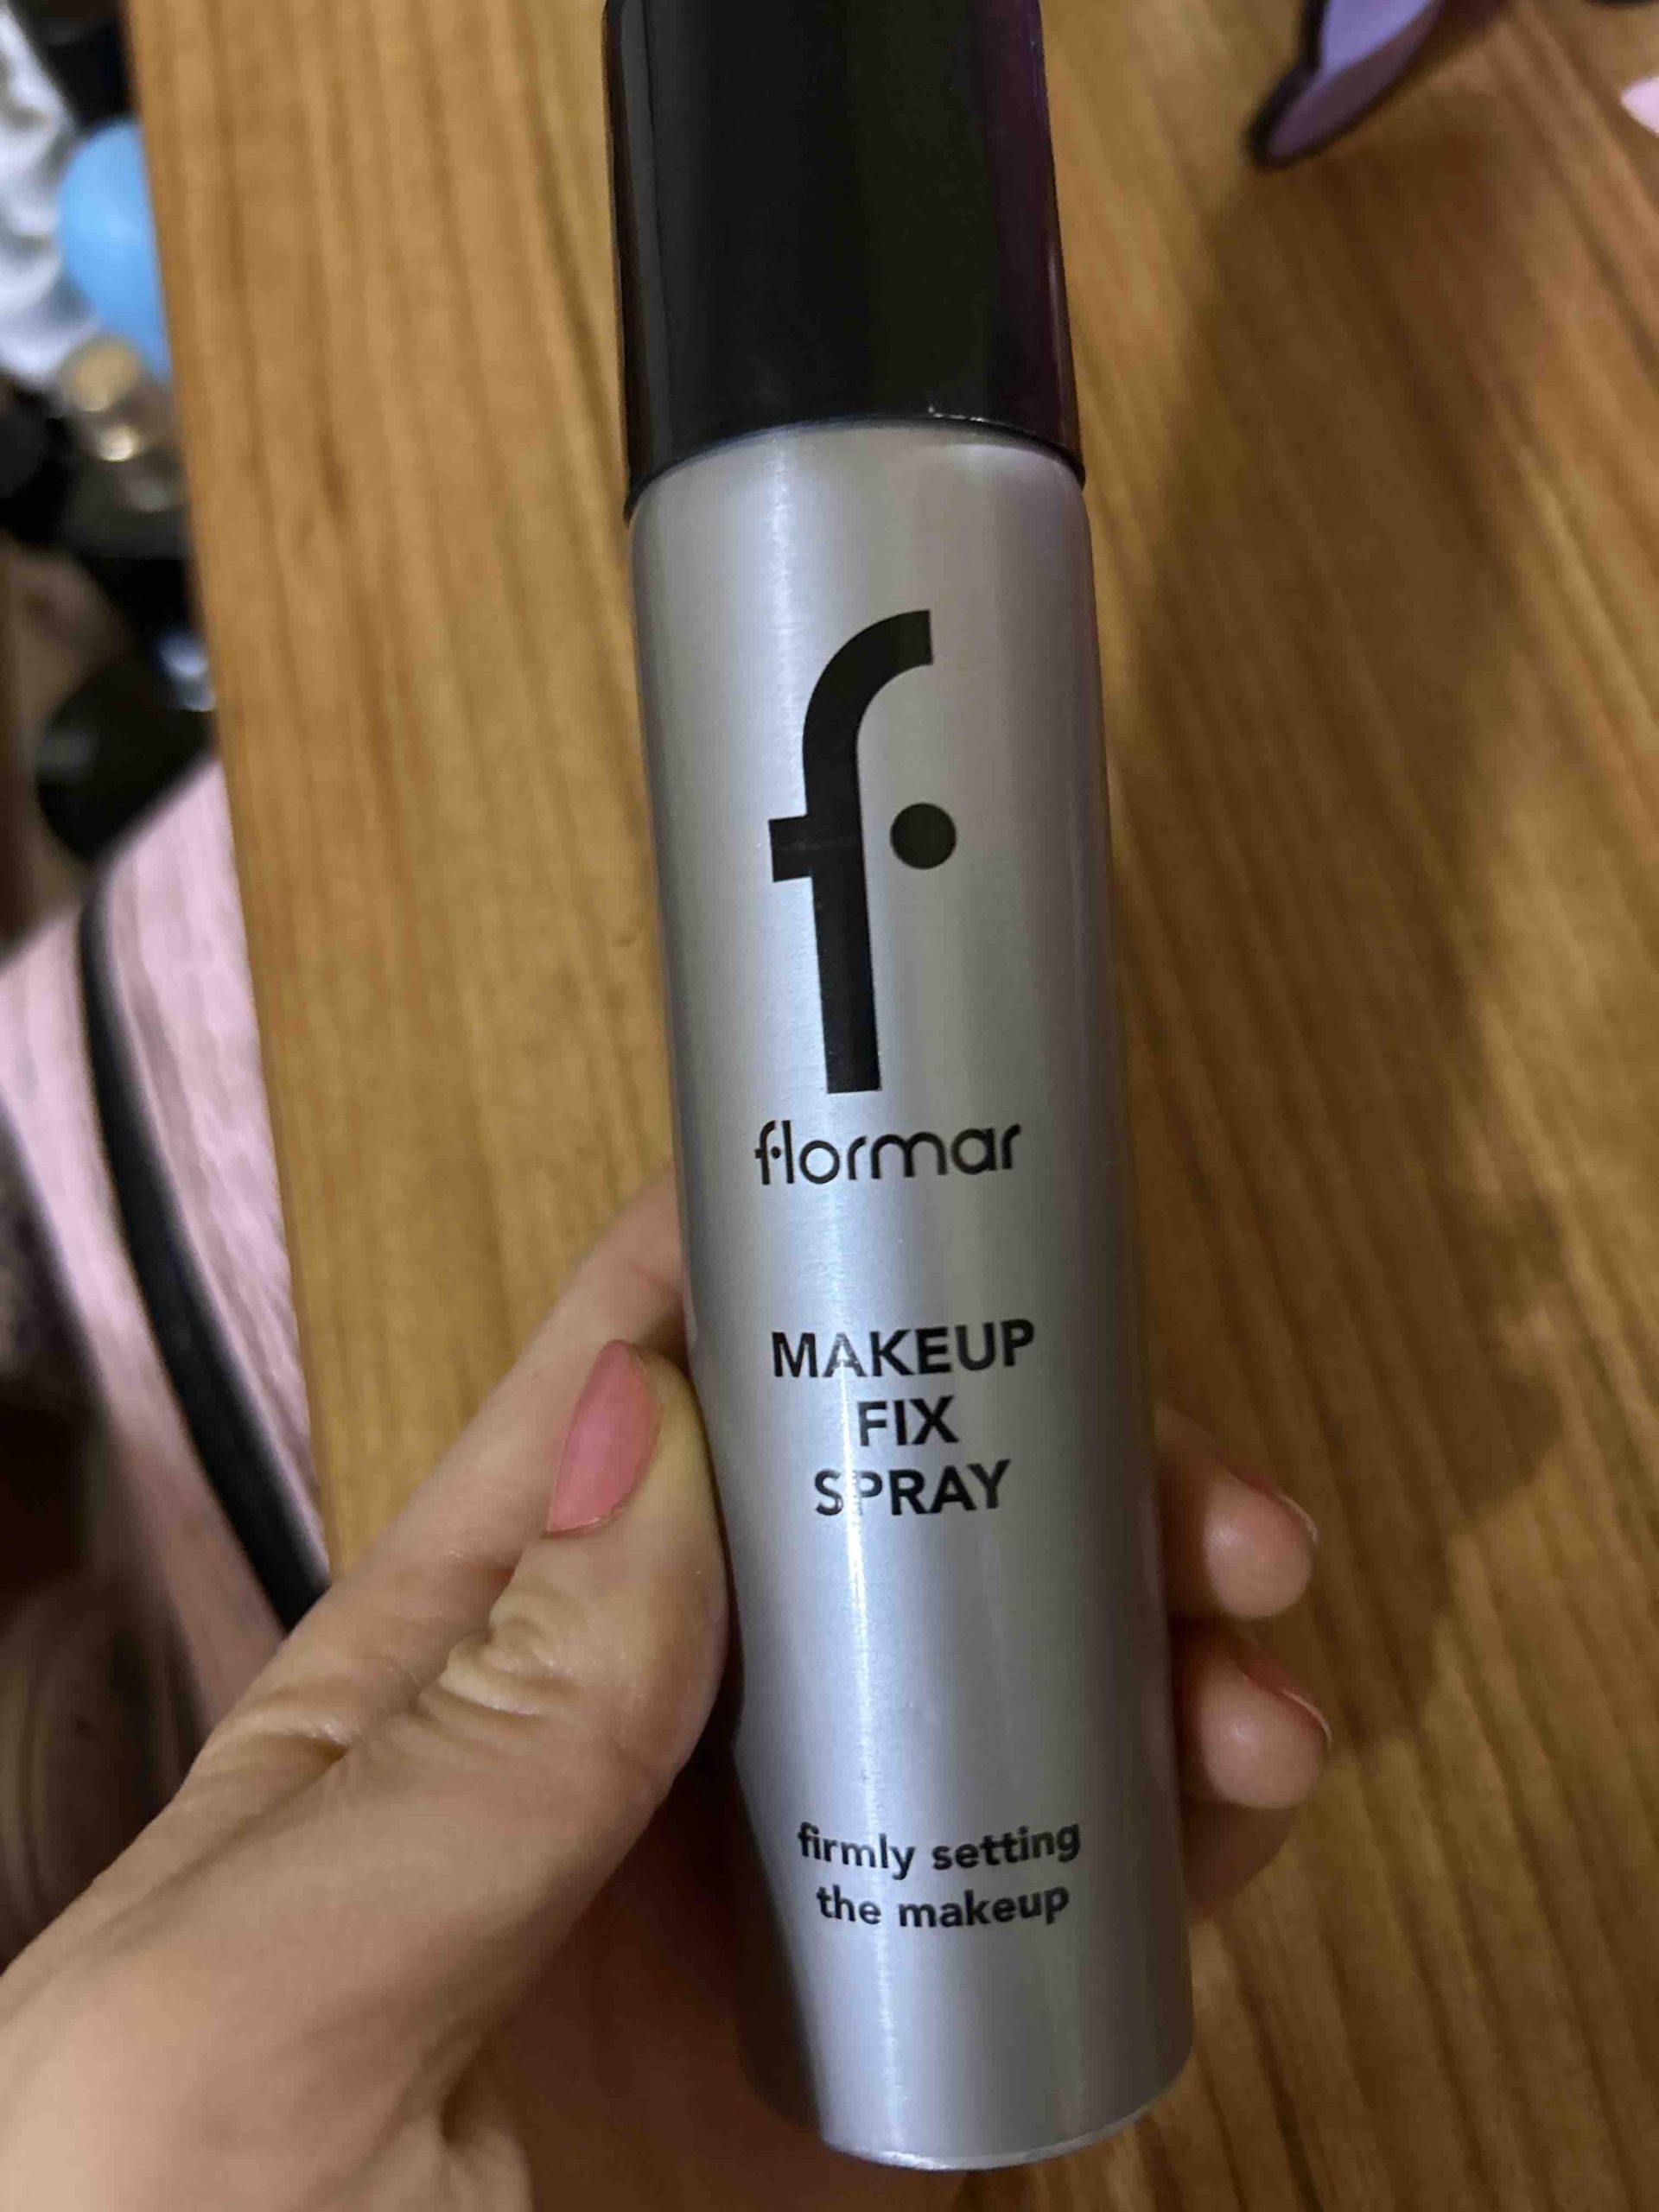 f.
flormar
MAKEUP
FIX
SPRAY
firmly setting
the makeup